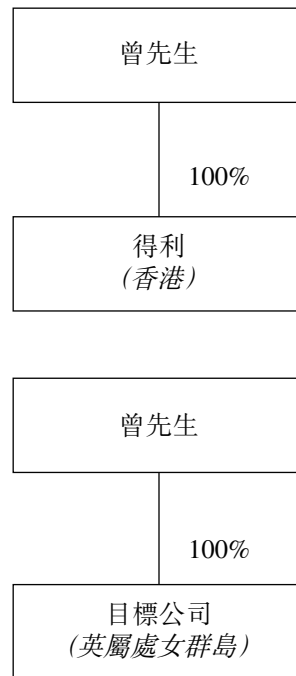 曾先生
100%
得利
(香港)
曾先生
100%
目標公司
(英屬處女群島)